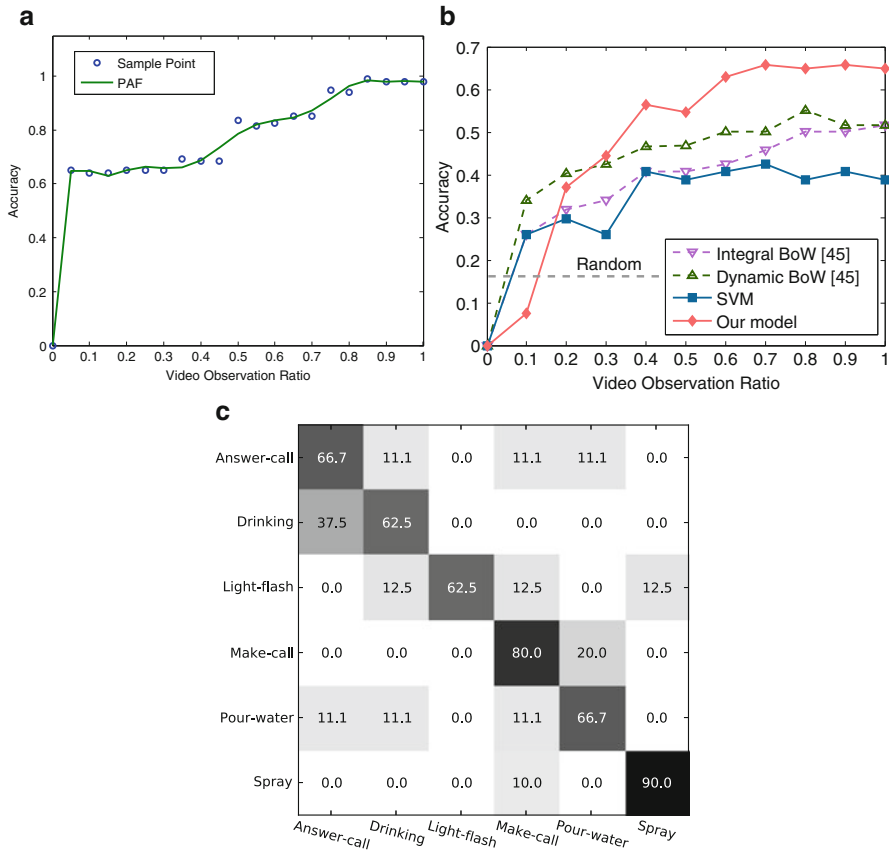 a
Sample Point
PAF
1
0.8
0.6
0.4
0.2
0
Accuracy
0 0.1 0.2 0.3 0.4 0.5 0.6 0.7 0.8 0.9 1
Video Observation Ratio
b
0.7
0.6
0.5
0.4
0.3
0.2
0.1
0
Accuracy
Random
Integral BoW [45]
Dynamic BoW [45]
SVM
Our model
0 0.1 0.2 0.3 0.4 0.5 0.6 0.7 0.8 0.9 1
Video Observation Ratio
c
Answer-call 66.7 11.1 0.0 11.1 11.1 0.0
Drinking 37.5 62.5 0.0 0.0 0.0 0.0
Light-flash 0.0 12.5 62.5 12.5 0.0 12.5
Make-call 0.0 0.0 0.0 80.0 20.0 0.0
Pour-water 11.1 11.1 0.0 11.1 66.7 0.0
Spray 0.0 0.0 0.0 10.0 0.0 90.0
Answer-call Drinking Light-flash Make-call Pour-water Spray